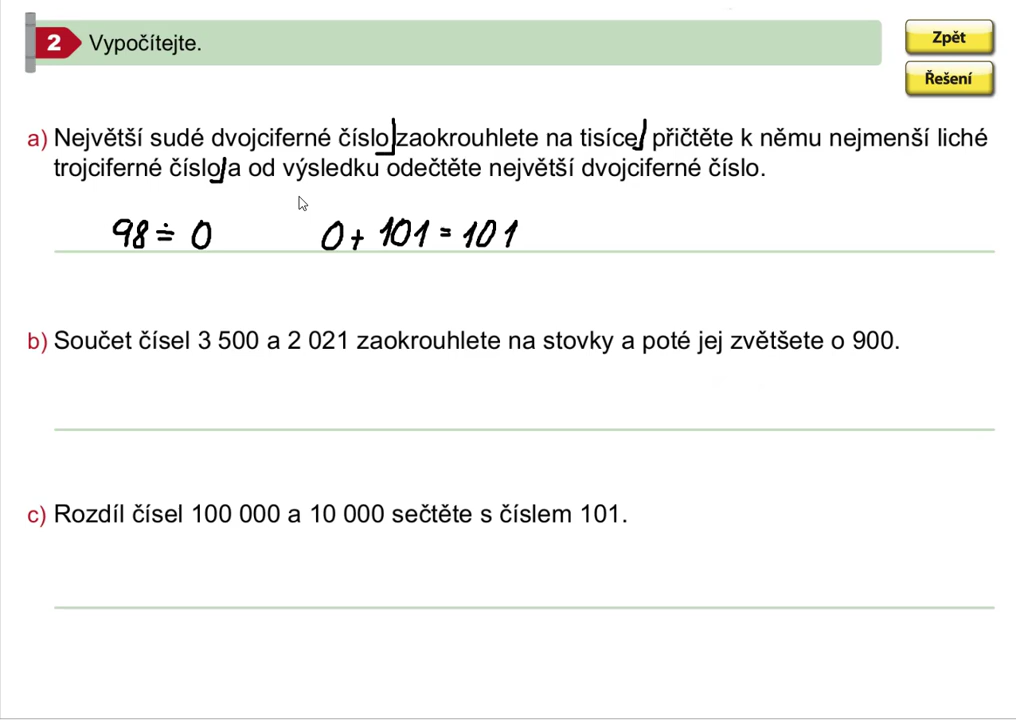 2 Vypočítejte.
Zpět
Řešení
a) Největší sudé dvojciferné číslo zaokrouhlete na tisíce, přičtěte k němu nejmenší liché
trojciferné číslo a od výsledku odečtěte největší dvojciferné číslo.
98 ≐ 0 0 + 101 = 101
b) Součet čísel 3 500 a 2 021 zaokrouhlete na stovky a poté jej zvětšete o 900.
c) Rozdíl čísel 100 000 a 10 000 sečtěte s číslem 101.